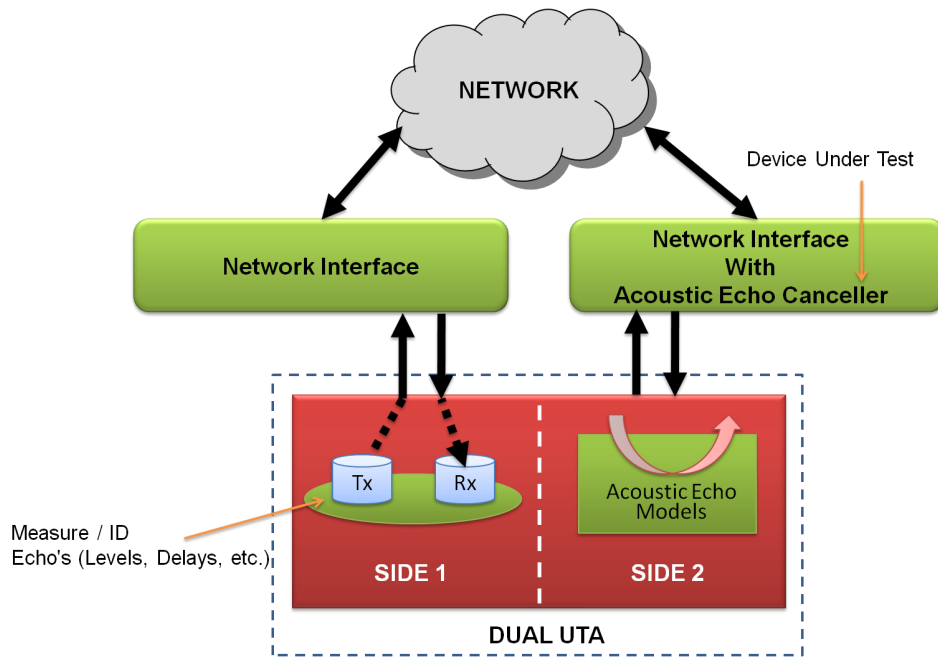 NETWORK
Device Under Test
Network Interface
Network Interface
With
Acoustic Echo Canceller
Tx
Rx
Acoustic Echo
Models
Measure / ID
Echo's (Levels, Delays, etc.)
SIDE 1
SIDE 2
DUAL UTA